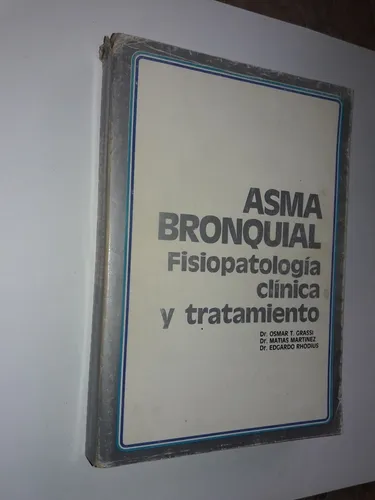 ASMA
BRONQUIAL
Fisiopatología
clínica
y tratamiento
Dr. OSMAR T. GRASSI
Dr. MATIAS MARTINEZ
Dr. EDGARDO RHODIUS